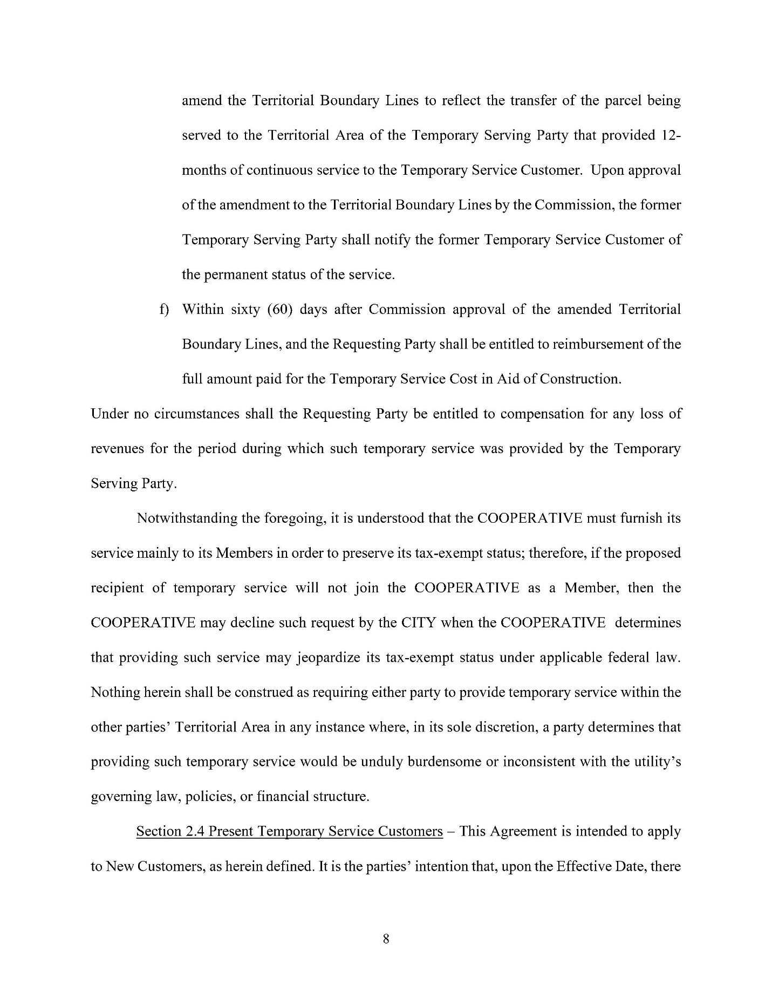 amend the Territorial Boundary Lines to reflect the transfer of the parcel being
served to the Territorial Area of the Temporary Serving Party that provided 12-
months of continuous service to the Temporary Service Customer.  Upon approval
of the amendment to the Territorial Boundary Lines by the Commission, the former
Temporary Serving Party shall notify the former Temporary Service Customer of
the permanent status of the service.
f) Within sixty (60) days after Commission approval of the amended Territorial
Boundary Lines, and the Requesting Party shall be entitled to reimbursement of the
full amount paid for the Temporary Service Cost in Aid of Construction.
Under no circumstances shall the Requesting Party be entitled to compensation for any loss of
revenues for the period during which such temporary service was provided by the Temporary
Serving Party.
Notwithstanding the foregoing, it is understood that the COOPERATIVE must furnish its
service mainly to its Members in order to preserve its tax-exempt status; therefore, if the proposed
recipient of temporary service will not join the COOPERATIVE as a Member, then the
COOPERATIVE may decline such request by the CITY when the COOPERATIVE  determines
that providing such service may jeopardize its tax-exempt status under applicable federal law.
Nothing herein shall be construed as requiring either party to provide temporary service within the
other parties’ Territorial Area in any instance where, in its sole discretion, a party determines that
providing such temporary service would be unduly burdensome or inconsistent with the utility’s
governing law, policies, or financial structure.
Section 2.4 Present Temporary Service Customers – This Agreement is intended to apply
to New Customers, as herein defined. It is the parties’ intention that, upon the Effective Date, there
8